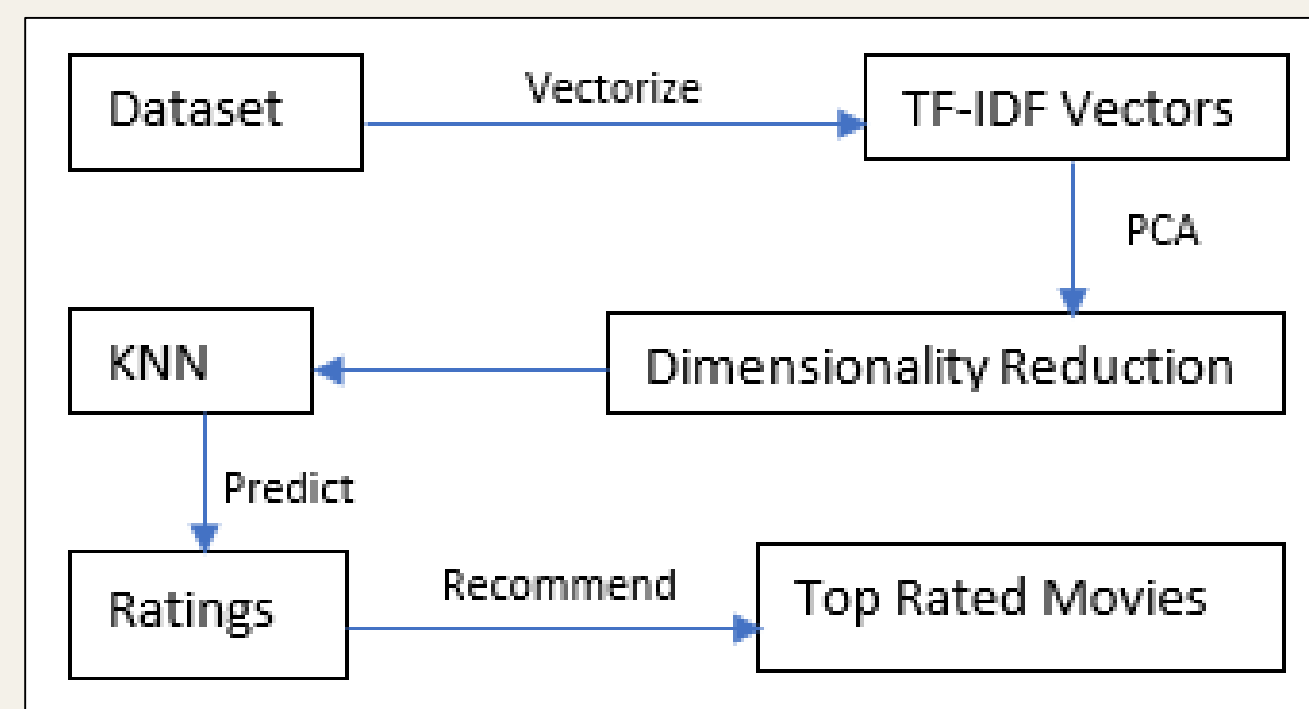 Dataset
Vectorize
TF-IDF Vectors
PCA
Dimensionality Reduction
KNN
Predict
Ratings
Recommend
Top Rated Movies